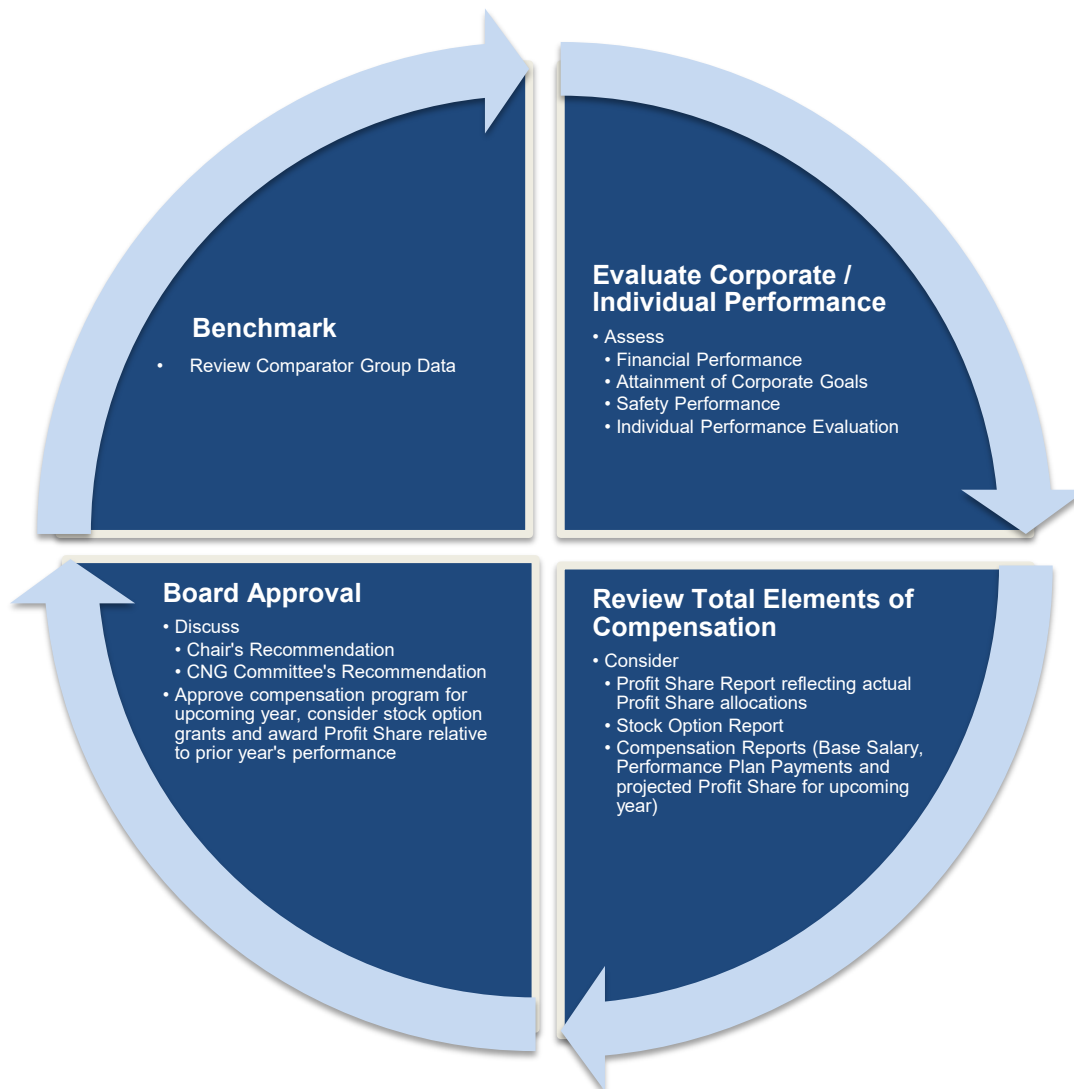 Benchmark
• Review Comparator Group Data
Evaluate Corporate /
Individual Performance
• Assess
• Financial Performance
• Attainment of Corporate Goals
• Safety Performance
• Individual Performance Evaluation
Review Total Elements of
Compensation
• Consider
• Profit Share Report reflecting actual
Profit Share allocations
• Stock Option Report
• Compensation Reports (Base Salary,
Performance Plan Payments and
projected Profit Share for upcoming
year)
Board Approval
• Discuss
• Chair's Recommendation
• CNG Committee's Recommendation
• Approve compensation program for
upcoming year, consider stock option
grants and award Profit Share relative
to prior year's performance